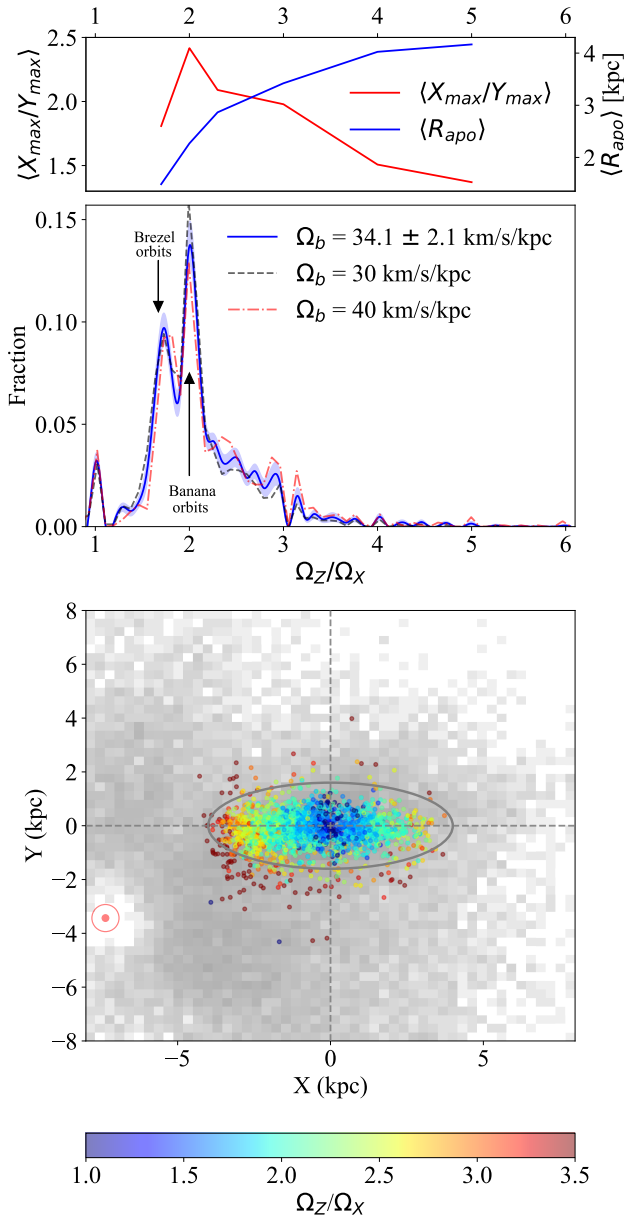 1 2 3 4 5 6
2.5
2.0
1.5
⟨X_max/Y_max⟩
4
3
2
⟨R_apo⟩ [kpc]
⟨X_max/Y_max⟩
⟨R_apo⟩
0.15
0.10
0.05
0.00
Fraction
Brezel
orbits
Ω_b = 34.1 ± 2.1 km/s/kpc
Ω_b = 30 km/s/kpc
Ω_b = 40 km/s/kpc
Banana
orbits
1 2 3 4 5 6
Ω_Z/Ω_X
8
6
4
2
0
−2
−4
−6
−8
Y (kpc)
−5 0 5
X (kpc)
1.0 1.5 2.0 2.5 3.0 3.5
Ω_Z/Ω_X